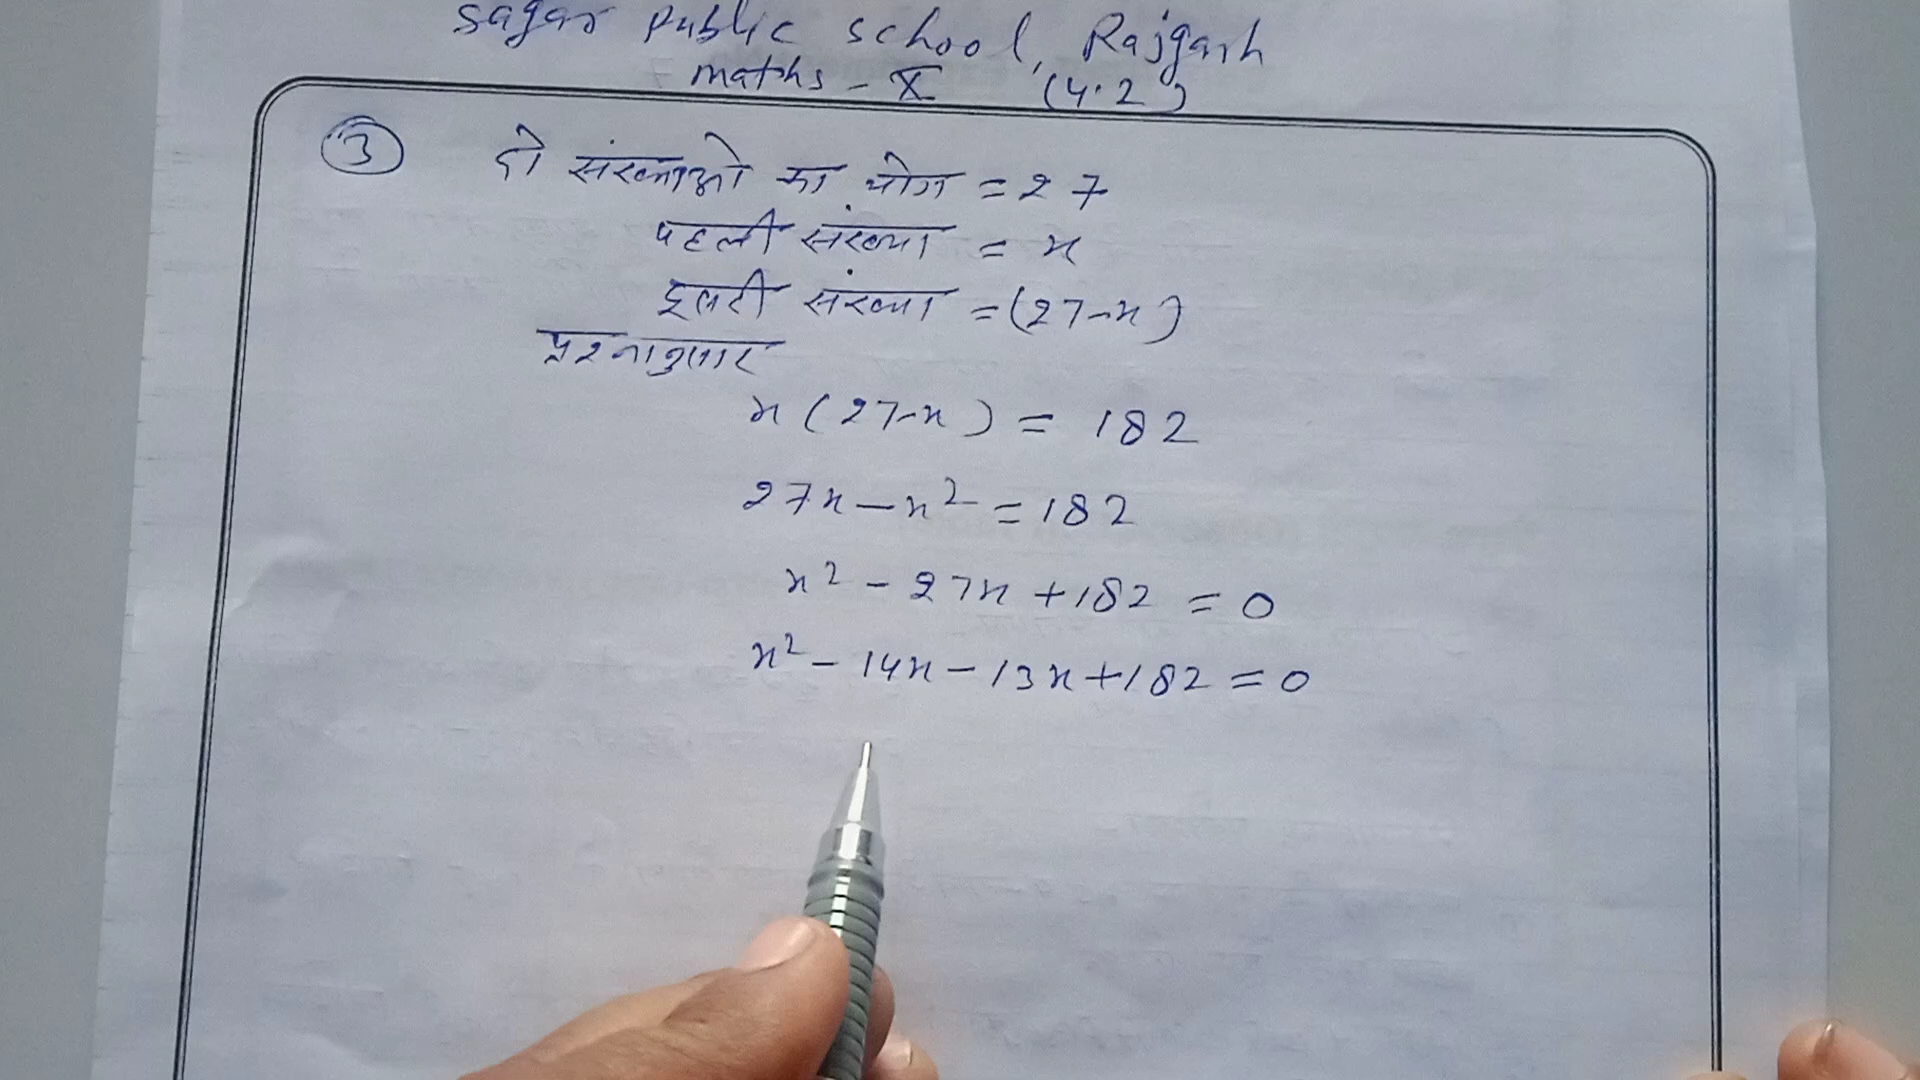 sagar public school, Rajgarh
maths - X (4.2)
3 दो संख्याओ का योग = 27
पहली संख्या = x
दूसरी संख्या = (27-x)
प्रश्नानुसार
x (27-x) = 182
27x - x² = 182
x² - 27x + 182 = 0
x² - 14x - 13x + 182 = 0